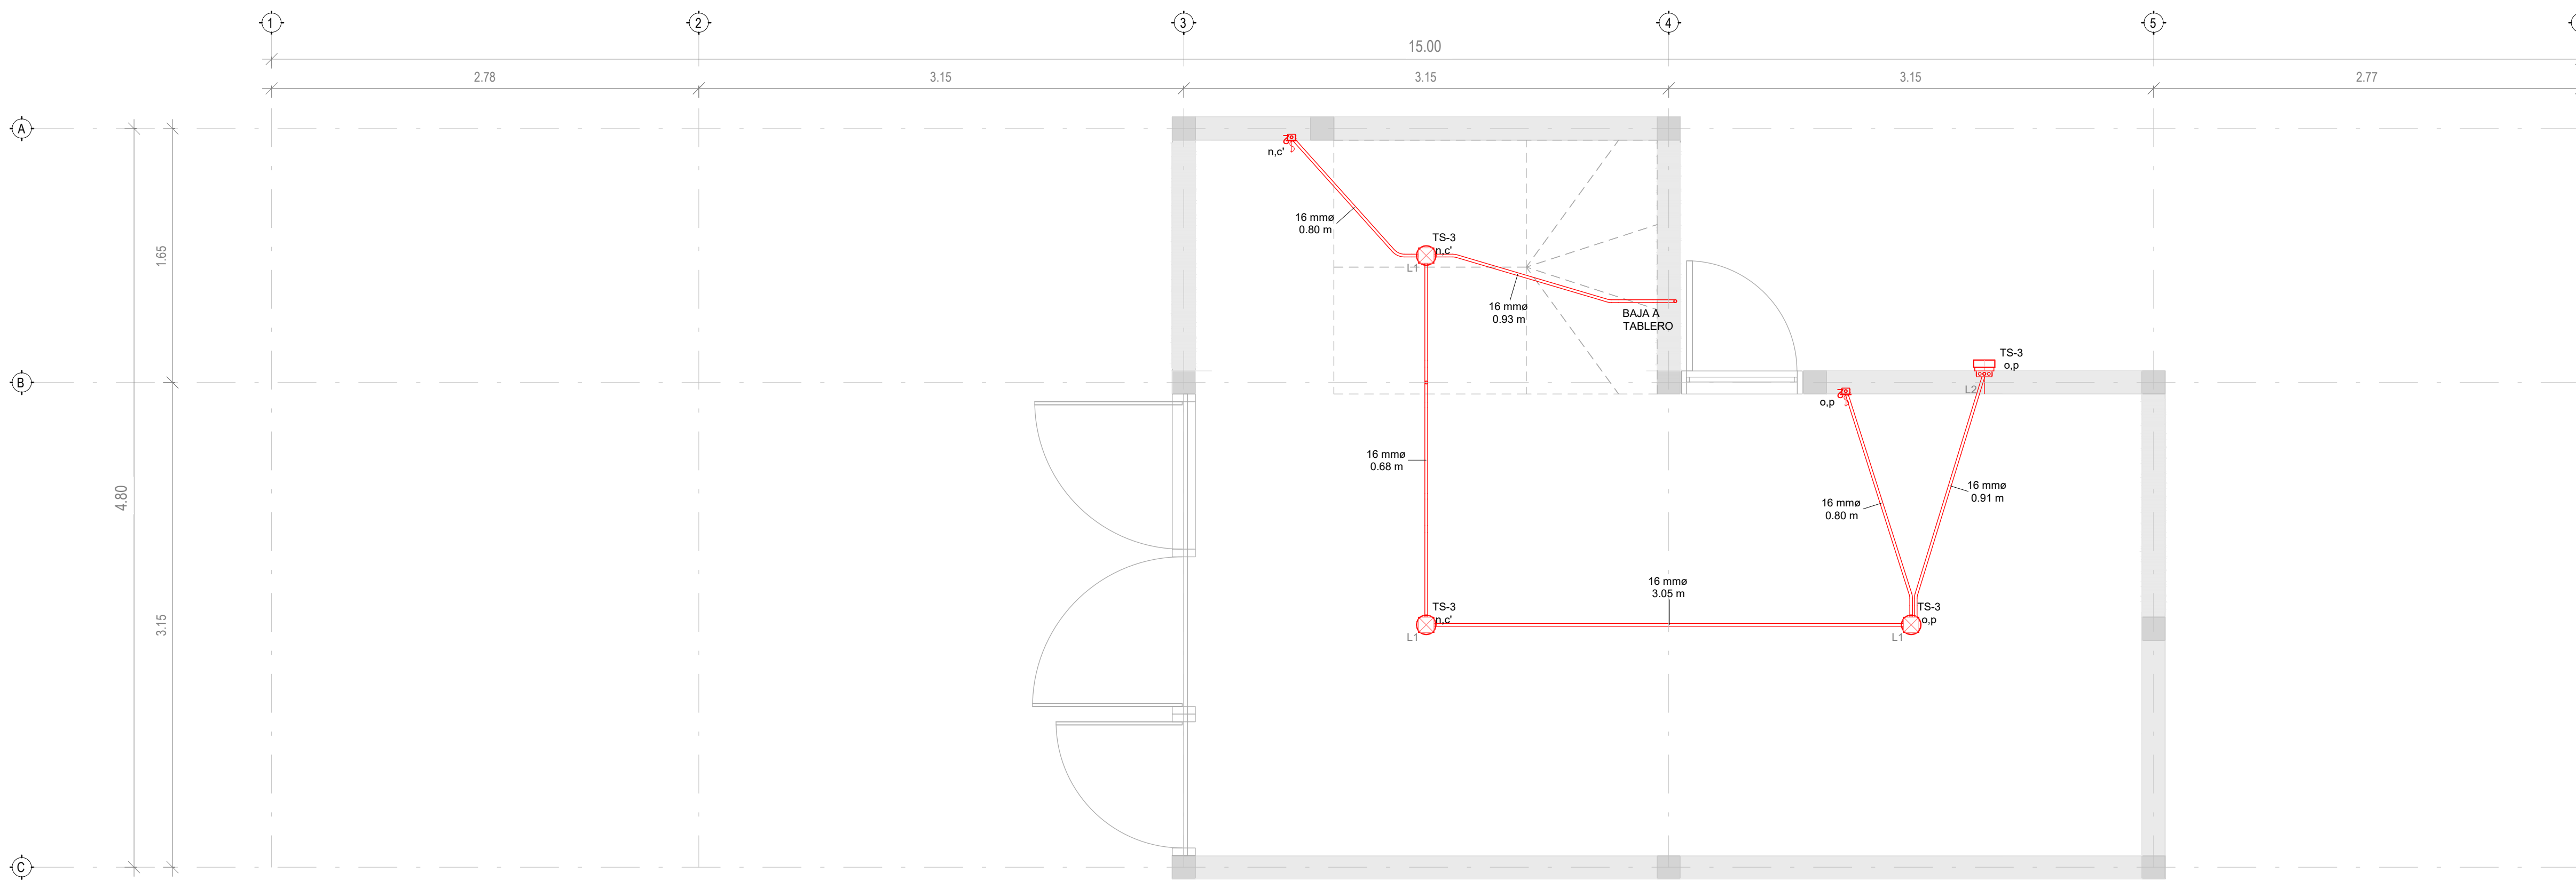 1
2
3
4
5
15.00
2.78
3.15
3.15
3.15
2.77
A
B
C
4.80
1.65
3.15
n,c'
16 mmø
0.80 m
TS-3
n,c'
L1
16 mmø
0.93 m
BAJA A
TABLERO
TS-3
o,p
L2
o,p
16 mmø
0.68 m
16 mmø
0.80 m
16 mmø
0.91 m
16 mmø
3.05 m
TS-3
n,c'
L1
TS-3
o,p
L1